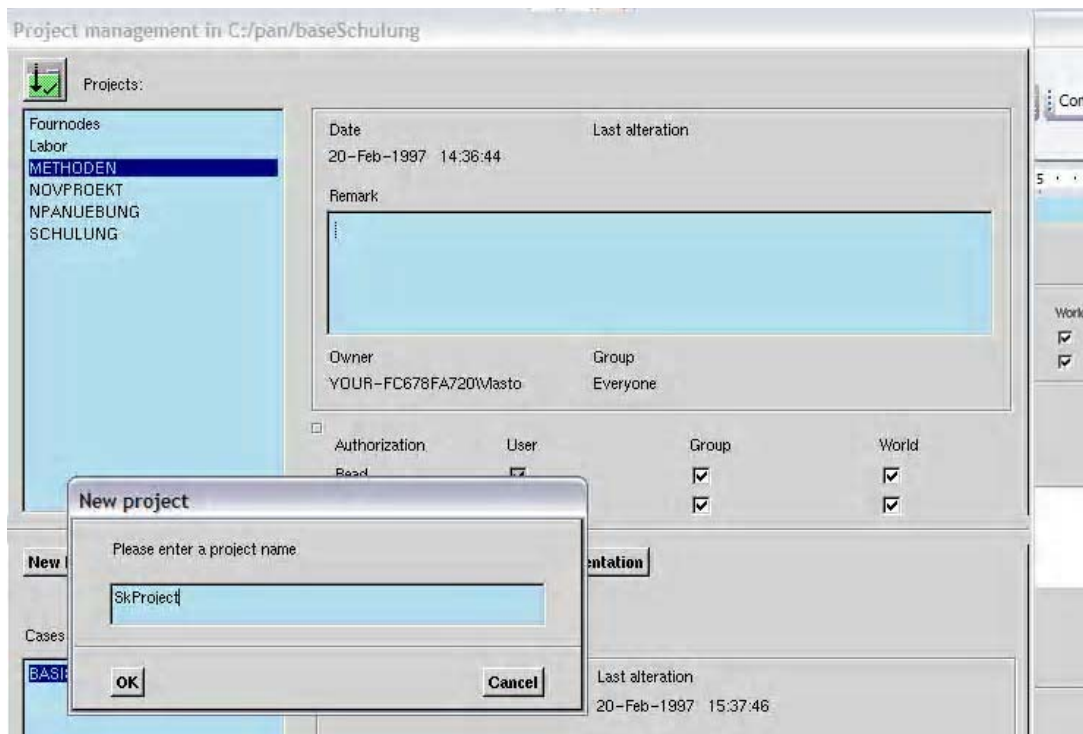 Project management in C:/pan/baseSchulung
Projects:
Fournodes
Labor
METHODEN
NOVPROEKT
NPANUEBUNG
SCHULUNG
Date
Last alteration
20-Feb-1997 14:36:44
Remark
Owner
Group
YOUR-FC678FA720\Masto
Everyone
Authorization User Group World
Read
New project
Please enter a project name
SkProject
OK
Cancel
New
entation
Cases
BASI
Last alteration
20-Feb-1997 15:37:46
Con
5
Work